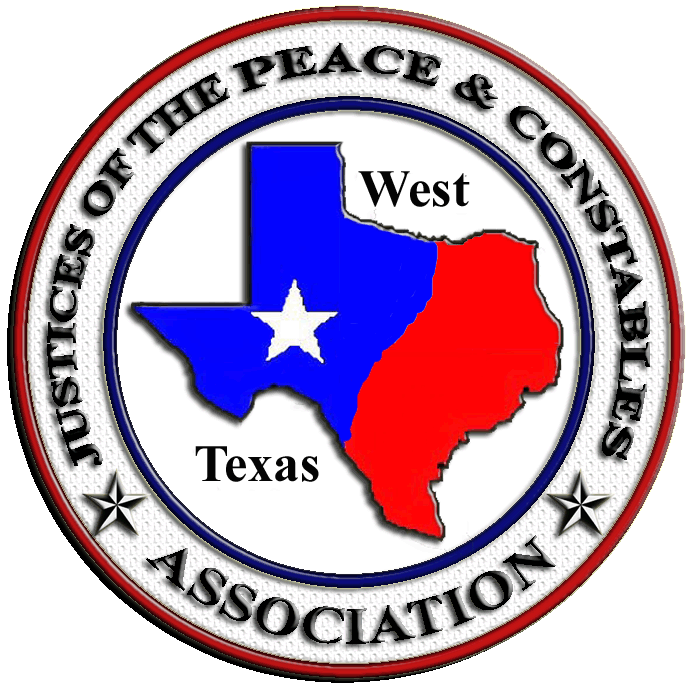 JUSTICES OF THE PEACE & CONSTABLES
West
Texas
ASSOCIATION